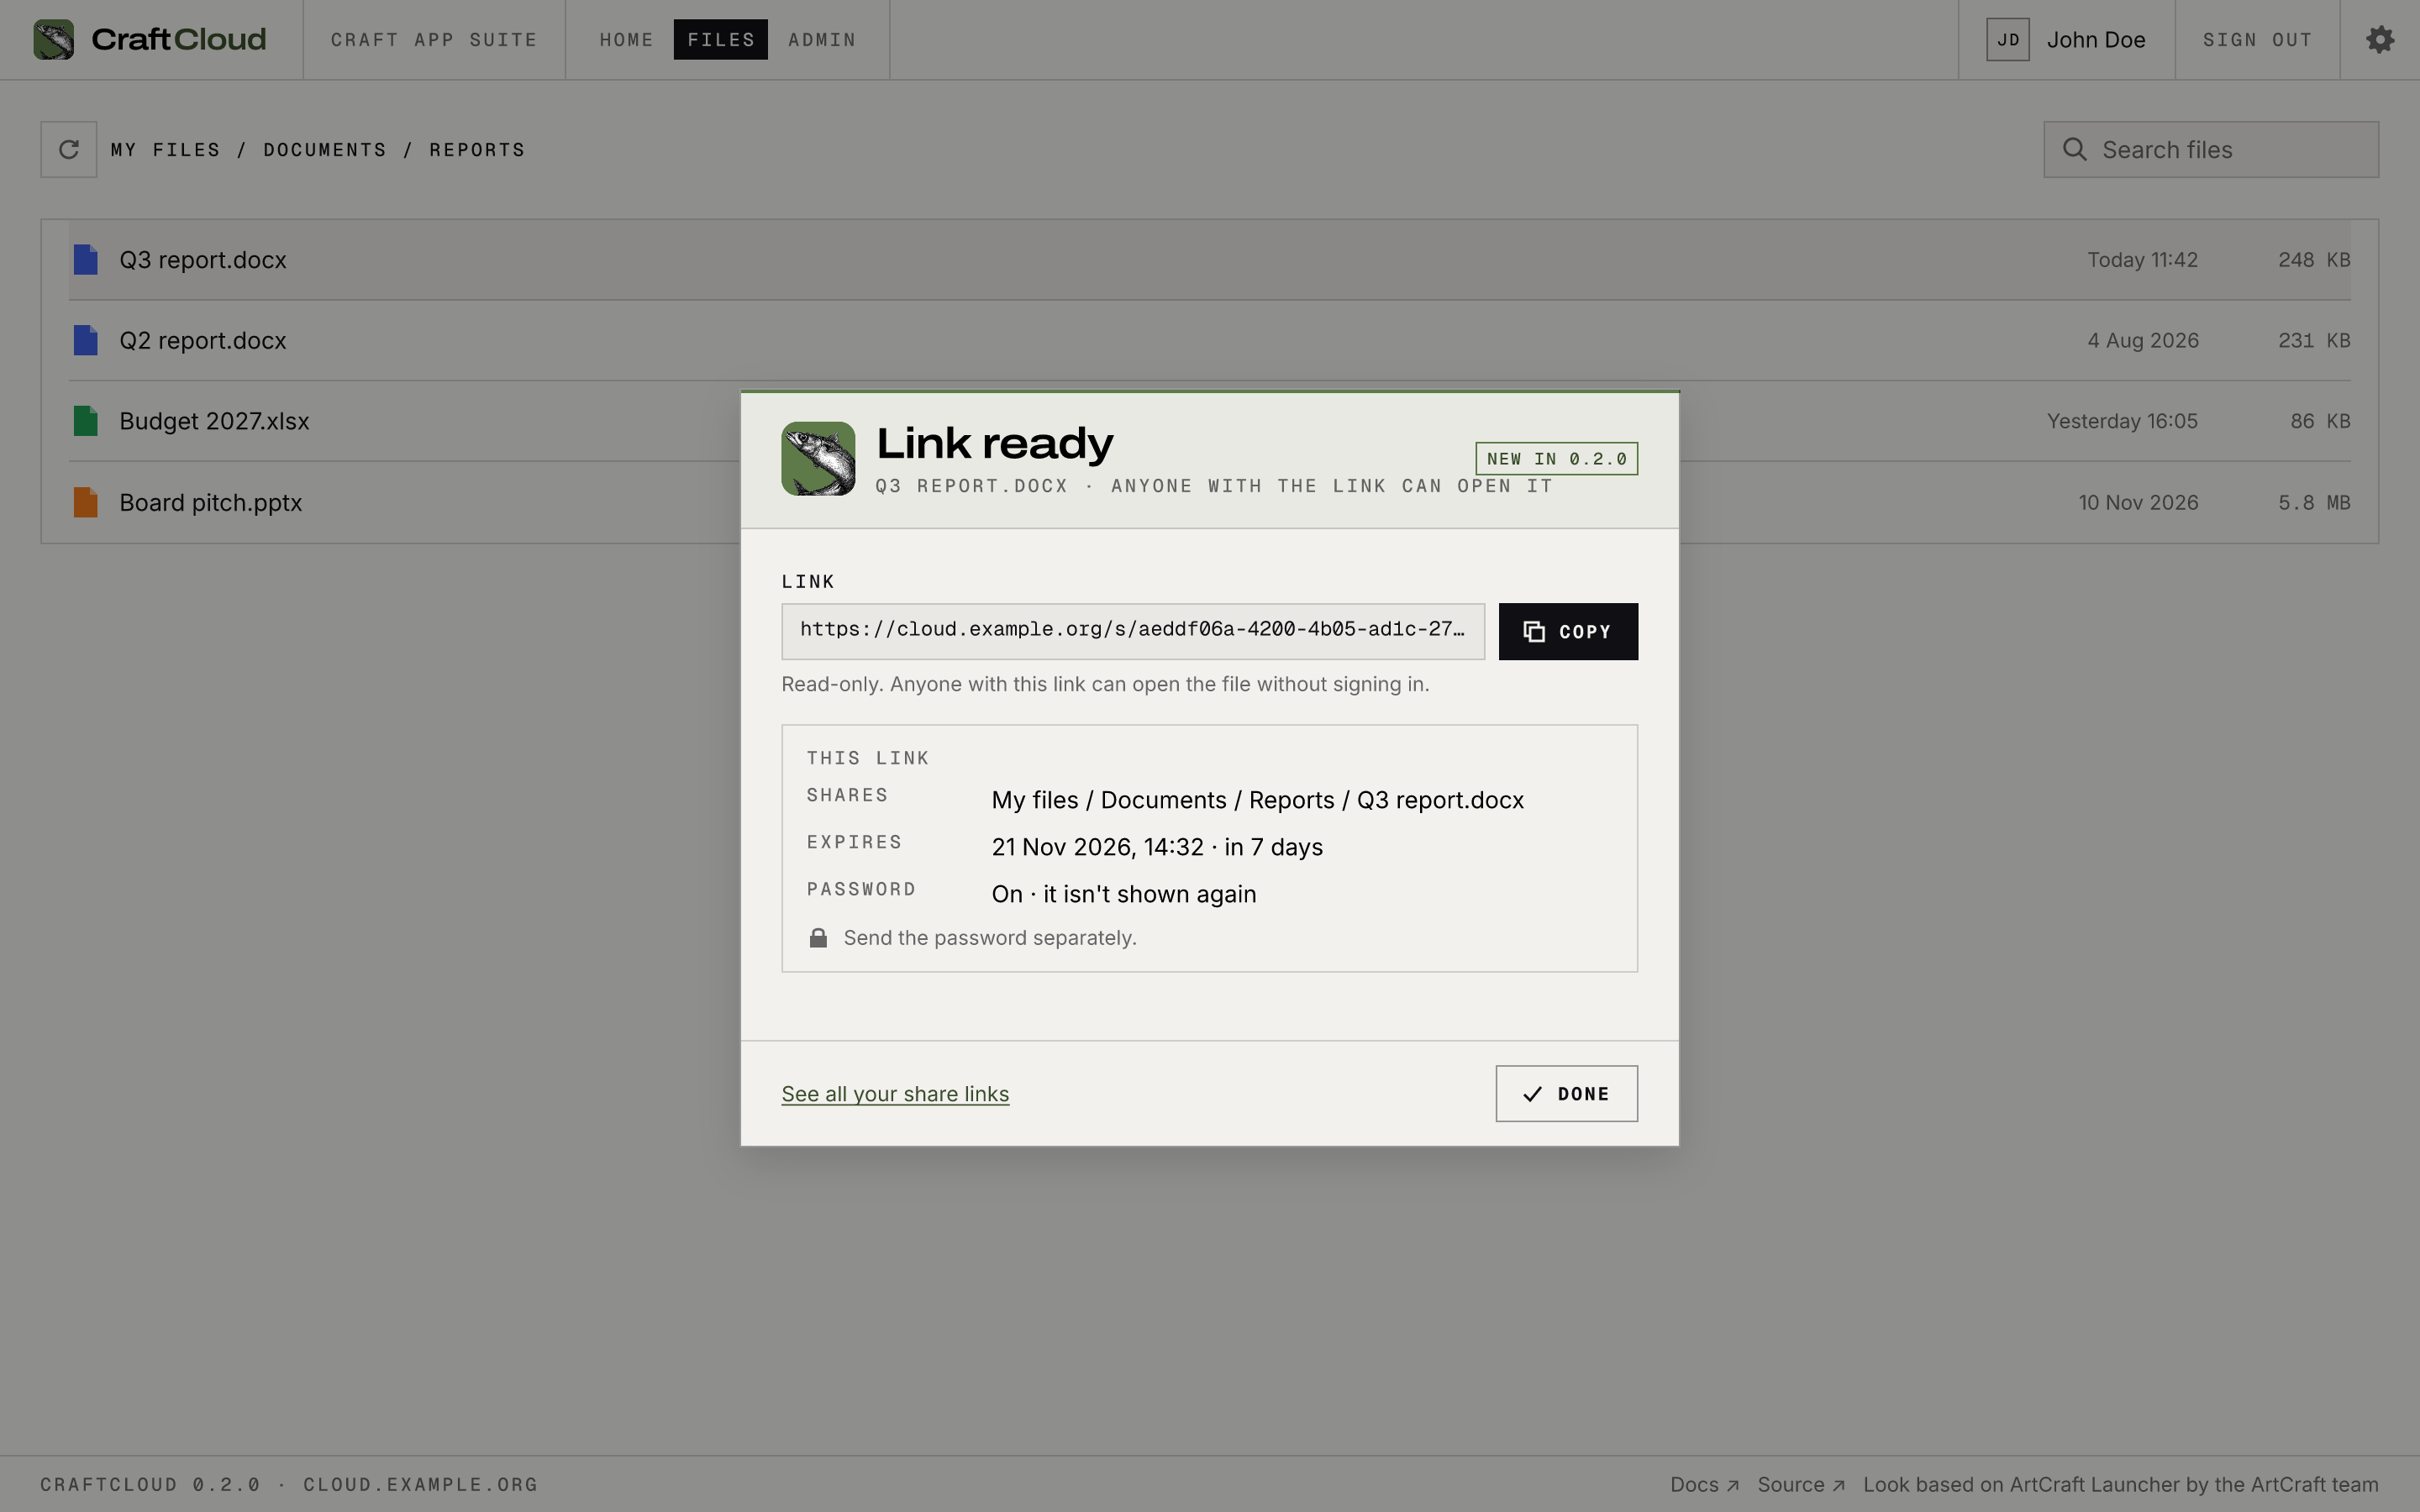 CraftCloud CRAFT APP SUITE HOME FILES ADMIN JD John Doe SIGN OUT
MY FILES / DOCUMENTS / REPORTS Search files
Q3 report.docx Today 11:42 248 KB
Q2 report.docx 4 Aug 2026 231 KB
Budget 2027.xlsx Yesterday 16:05 86 KB
Board pitch.pptx 10 Nov 2026 5.8 MB
Link ready
NEW IN 0.2.0
Q3 REPORT.DOCX · ANYONE WITH THE LINK CAN OPEN IT
LINK
https://cloud.example.org/s/aeddf06a-4200-4b05-ad1c-27… COPY
Read-only. Anyone with this link can open the file without signing in.
THIS LINK
SHARES My files / Documents / Reports / Q3 report.docx
EXPIRES 21 Nov 2026, 14:32 · in 7 days
PASSWORD On · it isn't shown again
Send the password separately.
See all your share links DONE
CRAFTCLOUD 0.2.0 · CLOUD.EXAMPLE.ORG Docs ↗ Source ↗ Look based on ArtCraft Launcher by the ArtCraft team